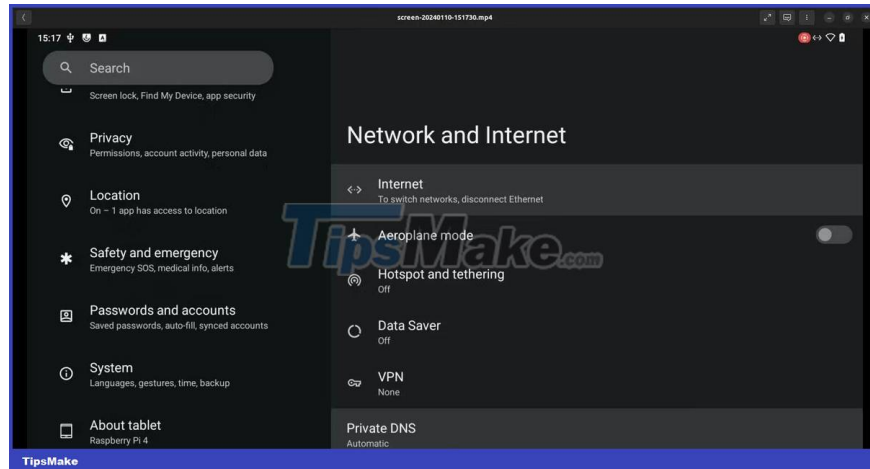 screen-20240110-151730.mp4
15:17
Search
Screen lock, Find My Device, app security
Privacy
Permissions, account activity, personal data
Location
On – 1 app has access to location
Safety and emergency
Emergency SOS, medical info, alerts
Passwords and accounts
Saved passwords, auto-fill, synced accounts
System
Languages, gestures, time, backup
About tablet
Raspberry Pi 4
Network and Internet
Internet
To switch networks, disconnect Ethernet
Aeroplane mode
Hotspot and tethering
Off
Data Saver
Off
VPN
None
Private DNS
Automatic
TipsMake.com
TipsMake